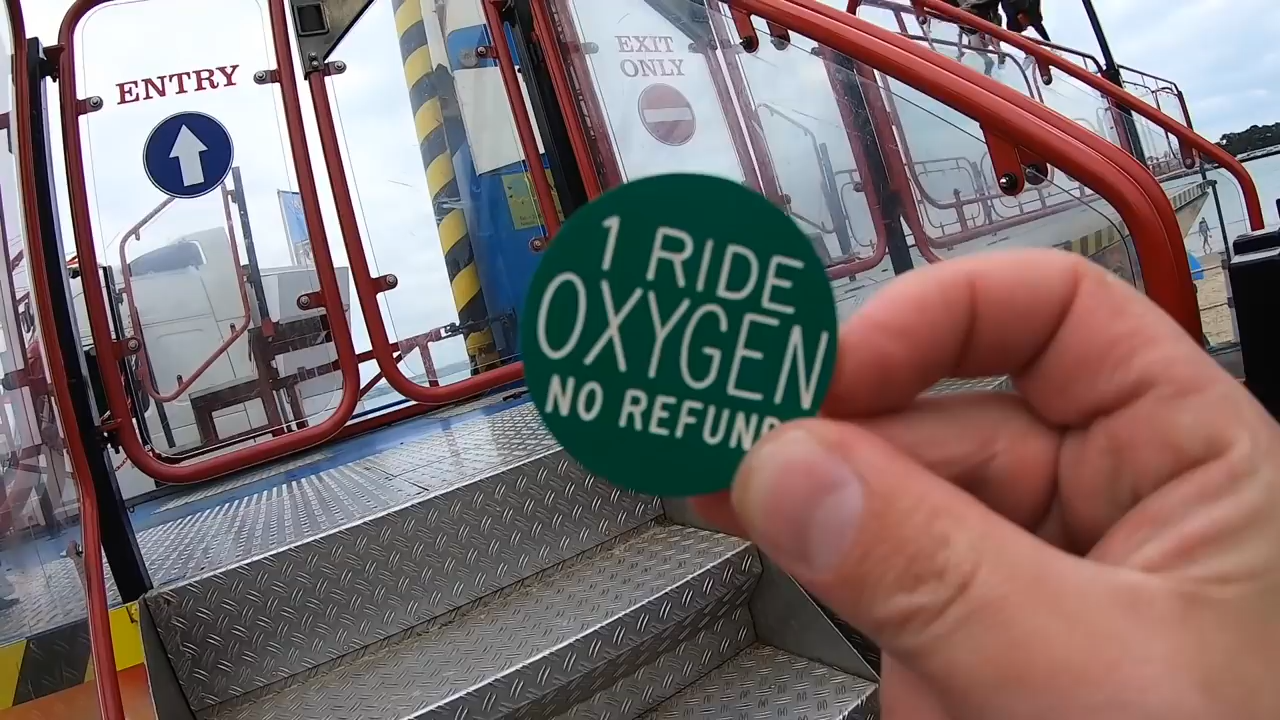 ENTRY
EXIT
ONLY
1 RIDE
OXYGEN
NO REFUND